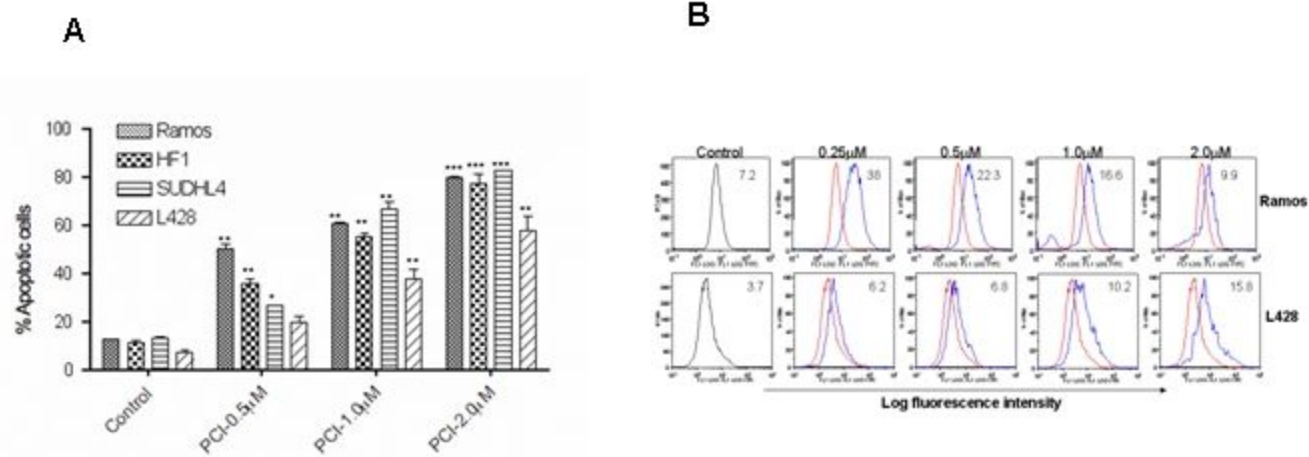 A
B
100
80
60
40
20
0
% Apoptotic cells
Ramos
HF1
SUDHL4
L428
** ** * 
** ** ** **
*** *** *** **
Control
PCI-0.5μM
PCI-1.0μM
PCI-2.0μM
Control 0.25μM 0.5μM 1.0μM 2.0μM
7.2 38 22.3 16.6 9.9
Ramos
3.7 6.2 6.8 10.2 15.8
L428
Log fluorescence intensity